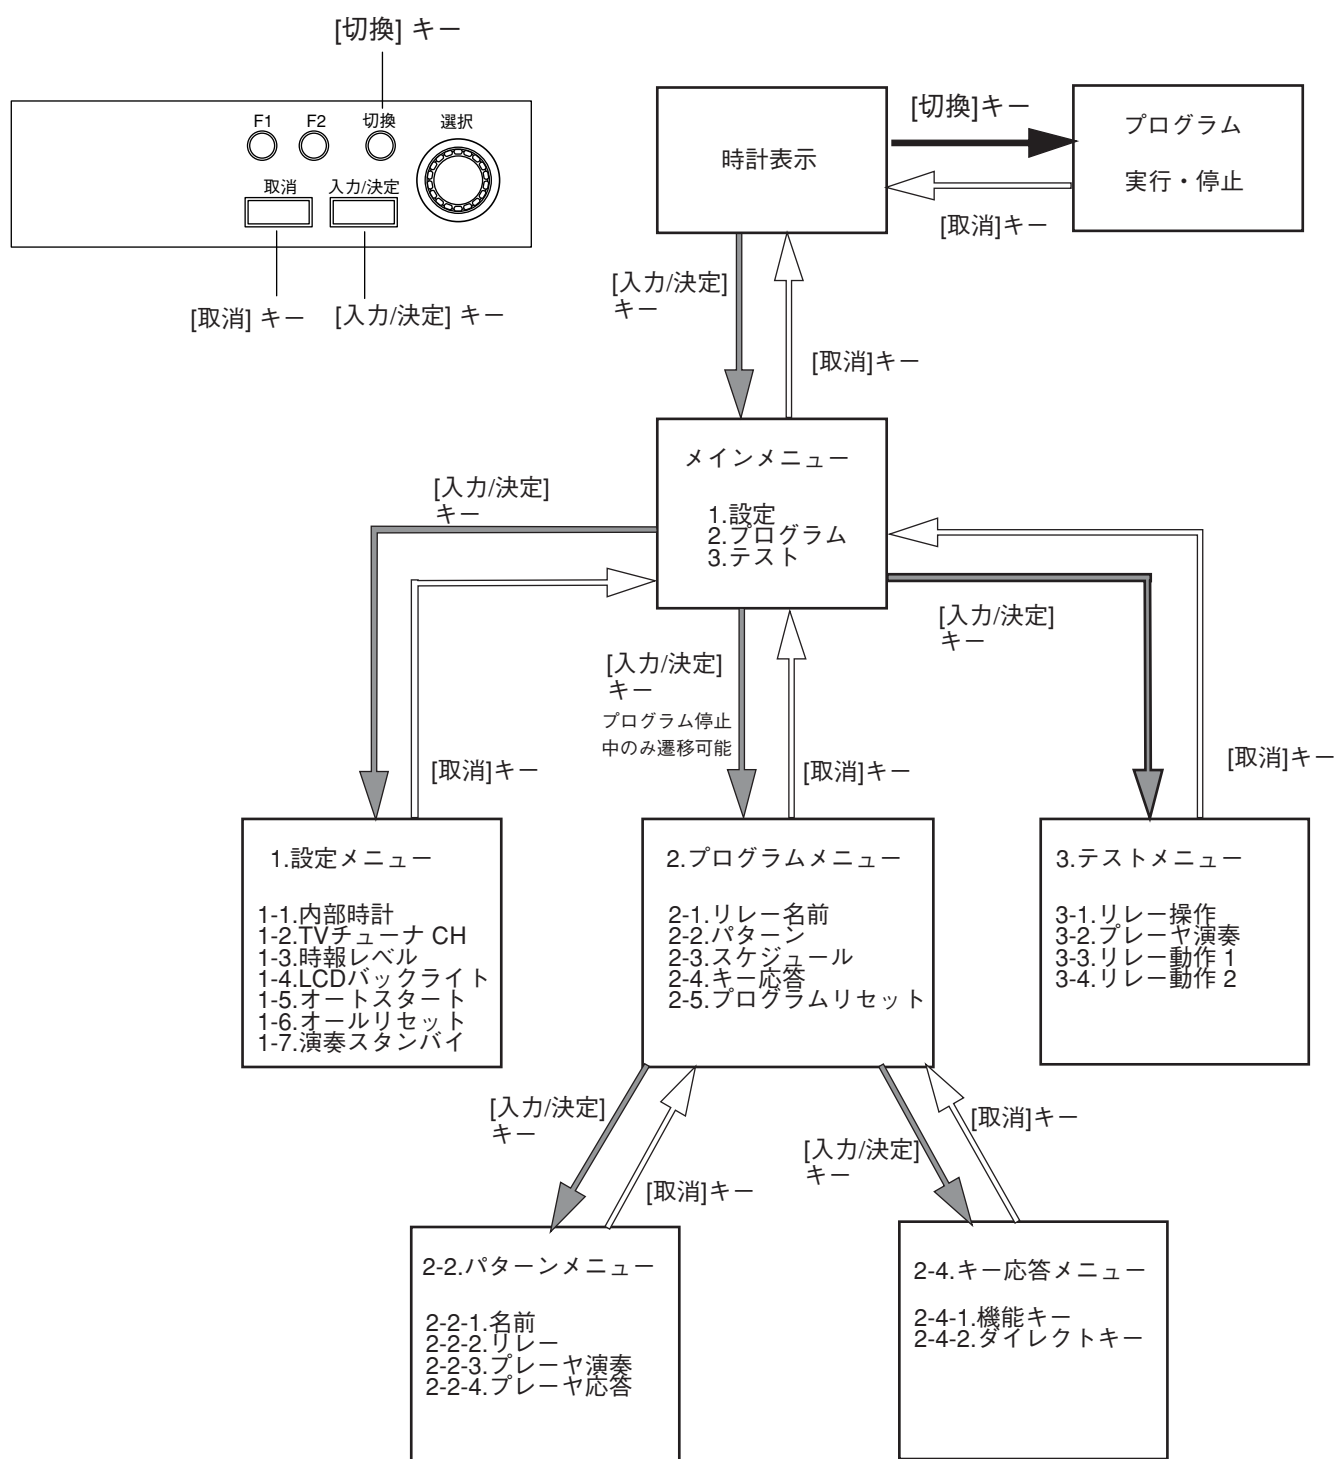 [切換] キー
F1
F2
切換
選択
取消
入力/決定
[取消] キー
[入力/決定] キー
時計表示
[切換]キー
[取消]キー
プログラム
実行・停止
[入力/決定]
キー
[取消]キー
メインメニュー
1.設定
2.プログラム
3.テスト
[入力/決定]
キー
[取消]キー
[入力/決定]
キー
プログラム停止
中のみ遷移可能
[取消]キー
[入力/決定]
キー
[取消]キー
1.設定メニュー
1-1.内部時計
1-2.TVチューナ CH
1-3.時報レベル
1-4.LCDバックライト
1-5.オートスタート
1-6.オールリセット
1-7.演奏スタンバイ
2.プログラムメニュー
2-1.リレー名前
2-2.パターン
2-3.スケジュール
2-4.キー応答
2-5.プログラムリセット
3.テストメニュー
3-1.リレー操作
3-2.プレーヤ演奏
3-3.リレー動作 1
3-4.リレー動作 2
[入力/決定]
キー
[取消]キー
[入力/決定]
キー
[取消]キー
2-2.パターンメニュー
2-2-1.名前
2-2-2.リレー
2-2-3.プレーヤ演奏
2-2-4.プレーヤ応答
2-4.キー応答メニュー
2-4-1.機能キー
2-4-2.ダイレクトキー